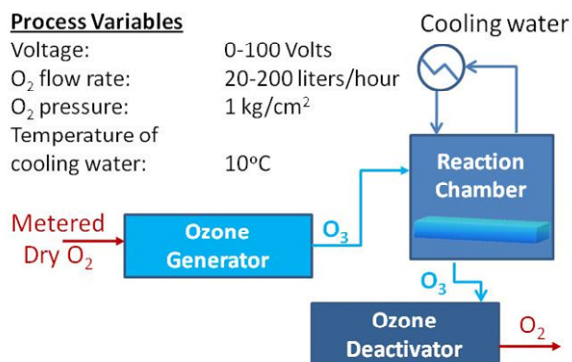 Process Variables
Voltage: 0-100 Volts
O₂ flow rate: 20-200 liters/hour
O₂ pressure: 1 kg/cm²
Temperature of
cooling water: 10°C
Cooling water
Reaction
Chamber
Metered
Dry O₂
Ozone
Generator
O₃
O₃
Ozone
Deactivator
O₂